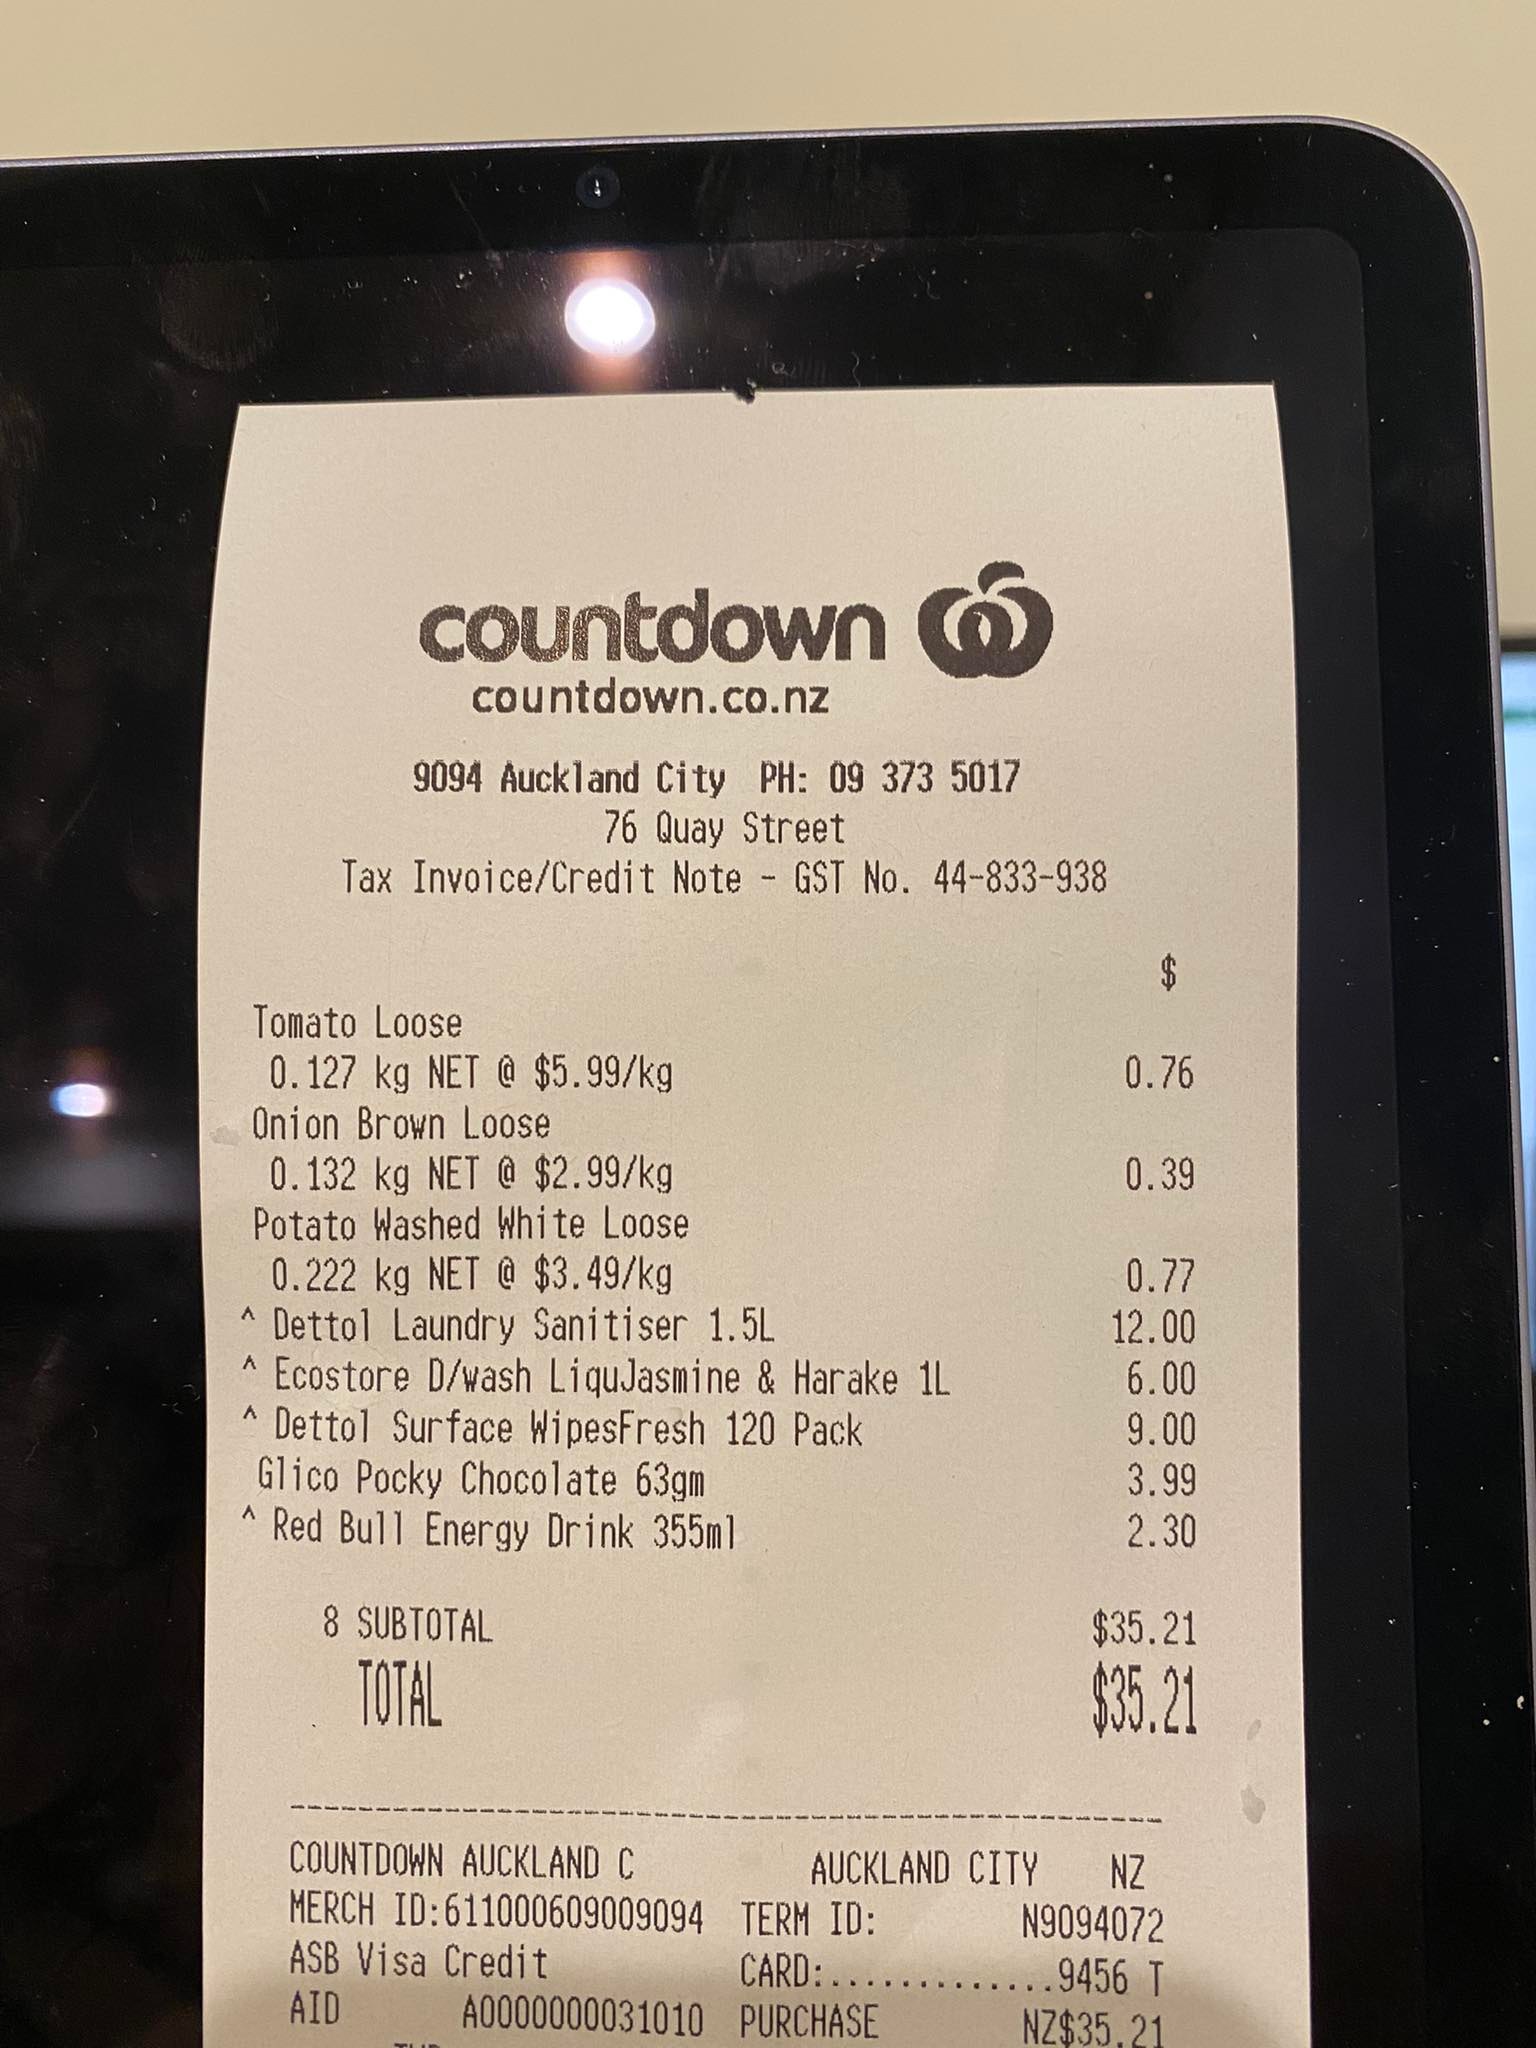 countdown
countdown.co.nz
9094 Auckland City PH: 09 373 5017
76 Quay Street
Tax Invoice/Credit Note - GST No. 44-833-938
$
Tomato Loose
0.127 kg NET @ $5.99/kg 0.76
Onion Brown Loose
0.132 kg NET @ $2.99/kg 0.39
Potato Washed White Loose
0.222 kg NET @ $3.49/kg 0.77
^ Dettol Laundry Sanitiser 1.5L 12.00
^ Ecostore D/wash LiquJasmine & Harake 1L 6.00
^ Dettol Surface WipesFresh 120 Pack 9.00
Glico Pocky Chocolate 63gm 3.99
^ Red Bull Energy Drink 355ml 2.30
8 SUBTOTAL $35.21
TOTAL $35.21
COUNTDOWN AUCKLAND C AUCKLAND CITY NZ
MERCH ID:611000609009094 TERM ID: N9094072
ASB Visa Credit CARD:.............9456 T
AID A0000000031010 PURCHASE NZ$35.21